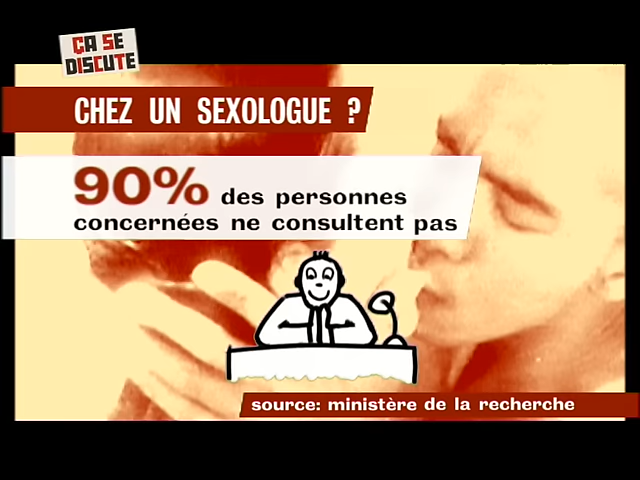 ÇA SE
DISCUTE
CHEZ UN SEXOLOGUE ?
90% des personnes
concernées ne consultent pas
source: ministère de la recherche